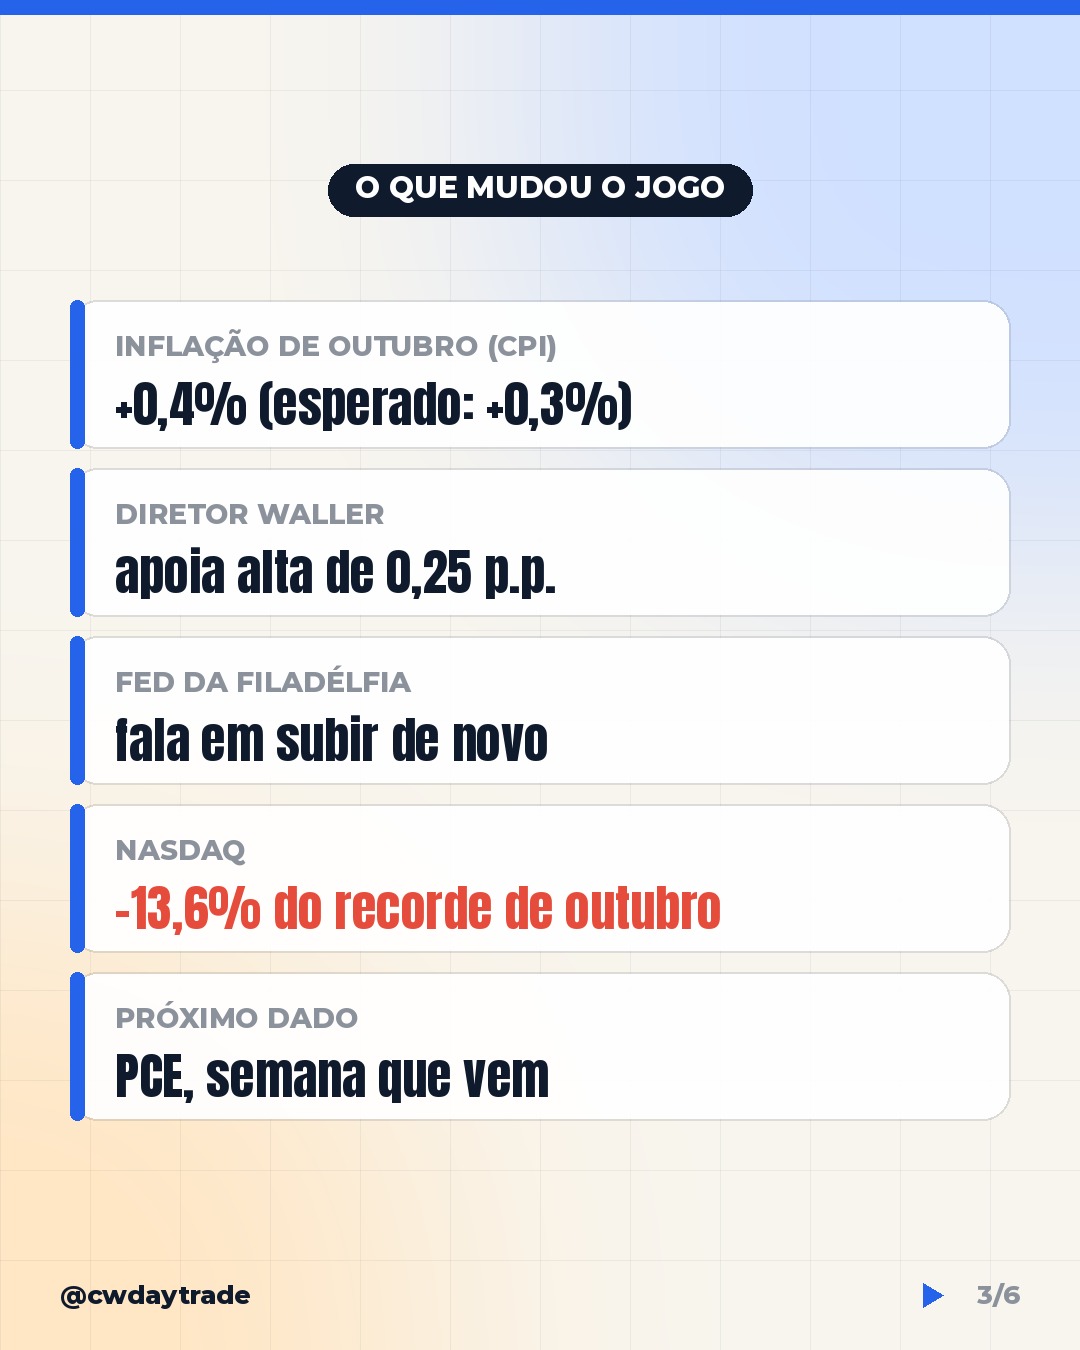 O QUE MUDOU O JOGO
INFLAÇÃO DE OUTUBRO (CPI)
+0,4% (esperado: +0,3%)
DIRETOR WALLER
apoia alta de 0,25 p.p.
FED DA FILADÉLFIA
fala em subir de novo
NASDAQ
-13,6% do recorde de outubro
PRÓXIMO DADO
PCE, semana que vem
@cwdaytrade
3/6